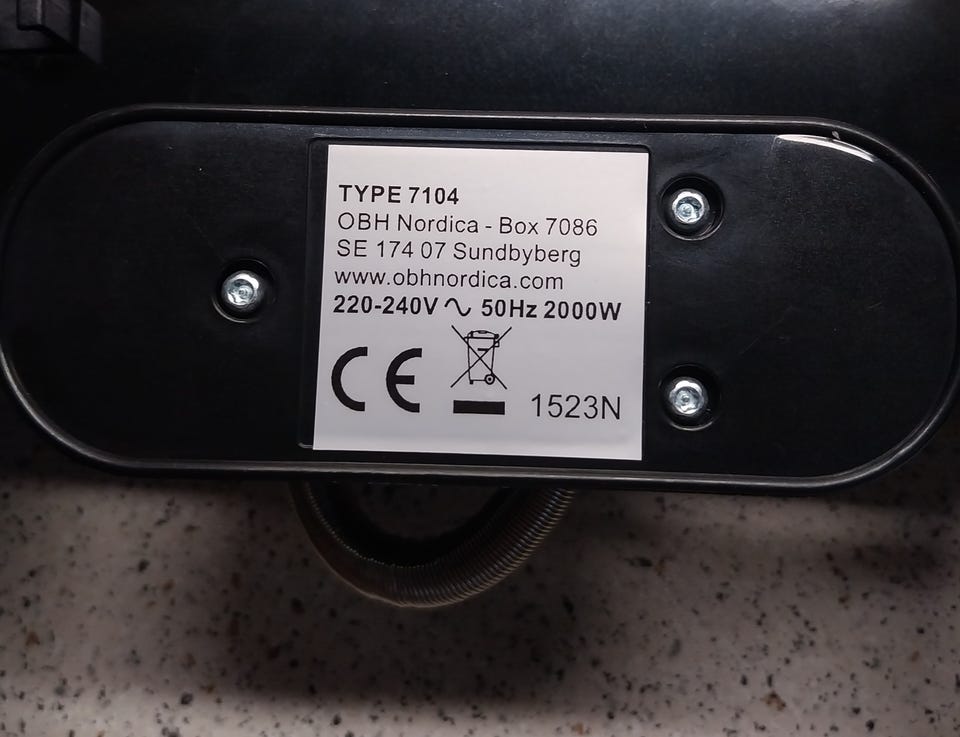 TYPE 7104
OBH Nordica - Box 7086
SE 174 07 Sundbyberg
www.obhnordica.com
220-240V ∿ 50Hz 2000W
CE
1523N